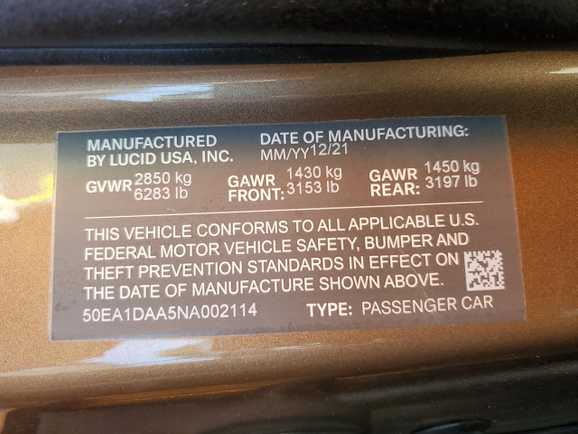 MANUFACTURED BY LUCID USA, INC.
DATE OF MANUFACTURING:
MM/YY12/21
GVWR 2850 kg
6283 lb
GAWR FRONT: 1430 kg
3153 lb
GAWR REAR: 1450 kg
3197 lb
THIS VEHICLE CONFORMS TO ALL APPLICABLE U.S.
FEDERAL MOTOR VEHICLE SAFETY, BUMPER AND
THEFT PREVENTION STANDARDS IN EFFECT ON
THE DATE OF MANUFACTURE SHOWN ABOVE.
50EA1DAA5NA002114 TYPE: PASSENGER CAR